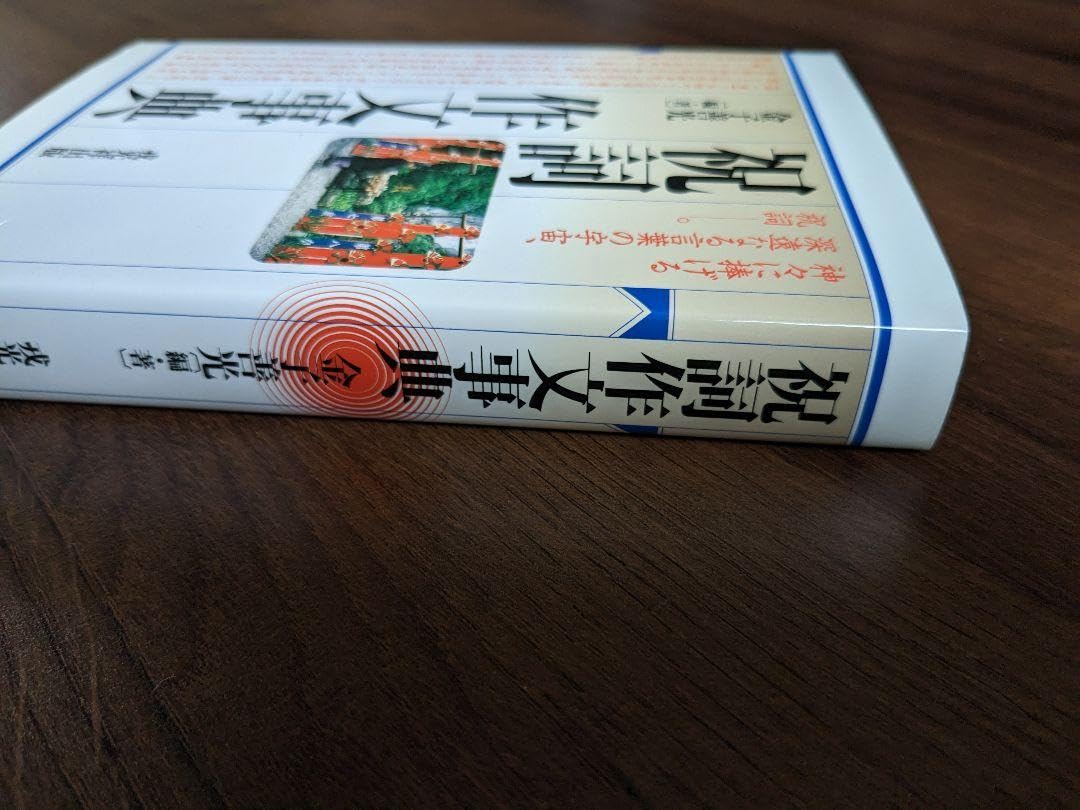 神々に捧げる
深遠なる言葉の宇宙、
祝詞――。
祝詞
作文事典
金子善光
[編・著]
戎光祥出版
祝詞作文事典
金子善光[編・著]
戎光